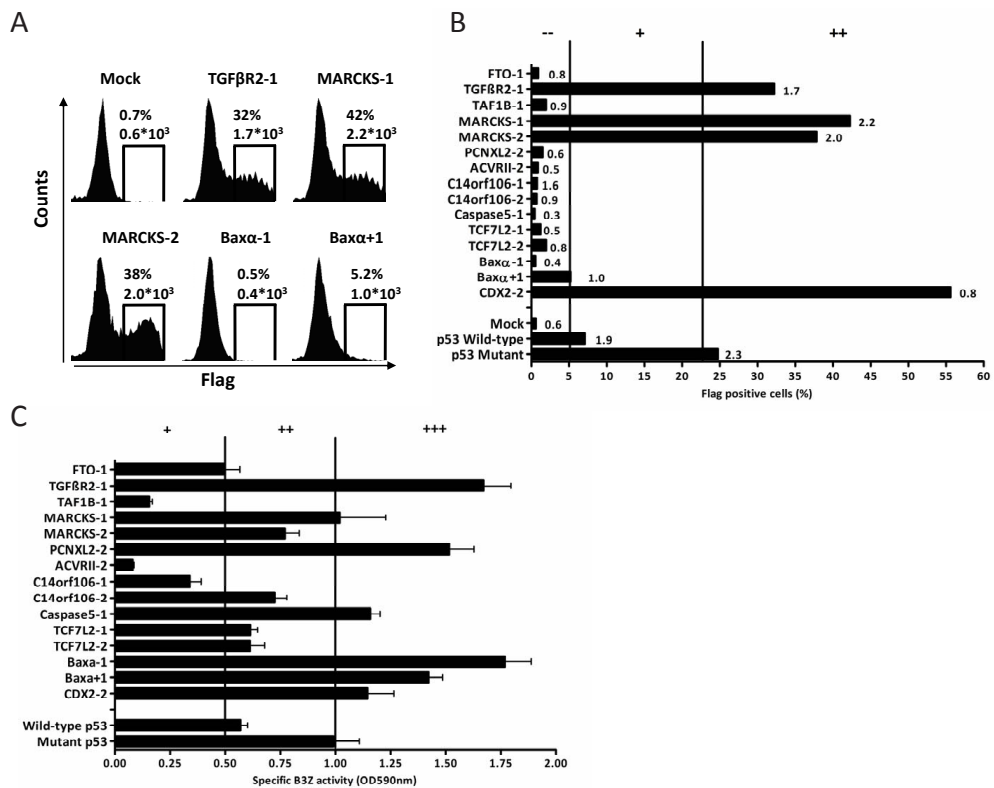 A
Mock
0.7%
0.6*10³
TGFβR2-1
32%
1.7*10³
MARCKS-1
42%
2.2*10³
MARCKS-2
38%
2.0*10³
Baxα-1
0.5%
0.4*10³
Baxα+1
5.2%
1.0*10³
Counts
Flag
B
-- + ++
FTO-1 0.8
TGFßR2-1 1.7
TAF1B-1 0.9
MARCKS-1 2.2
MARCKS-2 2.0
PCNXL2-2 0.6
ACVRII-2 0.5
C14orf106-1 1.6
C14orf106-2 0.9
Caspase5-1 0.3
TCF7L2-1 0.5
TCF7L2-2 0.8
Baxα-1 0.4
Baxα+1 1.0
CDX2-2 0.8
Mock 0.6
p53 Wild-type 1.9
p53 Mutant 2.3
0 5 10 15 20 25 30 35 40 45 50 55 60
Flag positive cells (%)
C
+ ++ +++
FTO-1
TGFßR2-1
TAF1B-1
MARCKS-1
MARCKS-2
PCNXL2-2
ACVRII-2
C14orf106-1
C14orf106-2
Caspase5-1
TCF7L2-1
TCF7L2-2
Baxa-1
Baxa+1
CDX2-2
Wild-type p53
Mutant p53
0.00 0.25 0.50 0.75 1.00 1.25 1.50 1.75 2.00
Specific B3Z activity (OD590nm)